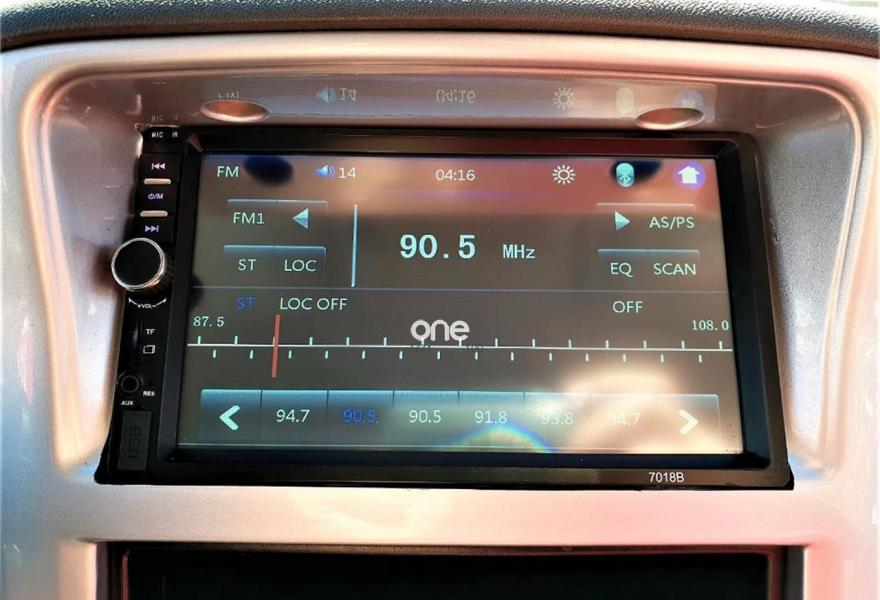 MIC IR
FM 14 04:16
FM1 90.5 MHz AS/PS
ST LOC EQ SCAN
ST LOC OFF OFF
87.5 108.0
one
94.7 90.5 90.5 91.8 93.8 94.7
⏻/M
+VOL-
TF
RES
AUX
USB
7018B